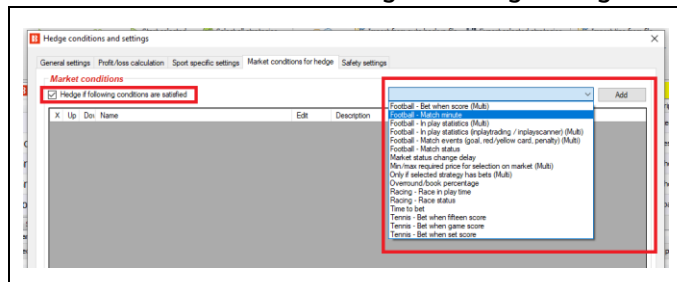 Hedge conditions and settings
General settings Profit/loss calculation Sport specific settings Market conditions for hedge Safety settings
Market conditions
Hedge if following conditions are satisfied
Add
X Up Do Name Edit Description
Football - Bet when score (Multi)
Football - Match minute
Football - In play statistics (Multi)
Football - In play statistics (inplaytrading / inplayscanner) (Multi)
Football - Match events (goal, red/yellow card, penalty) (Multi)
Football - Match status
Market status change delay
Min/max required price for selection on market (Multi)
Only if selected strategy has bets (Multi)
Overround/book percentage
Racing - Race in play time
Racing - Race status
Time to bet
Tennis - Bet when fifteen score
Tennis - Bet when game score
Tennis - Bet when set score